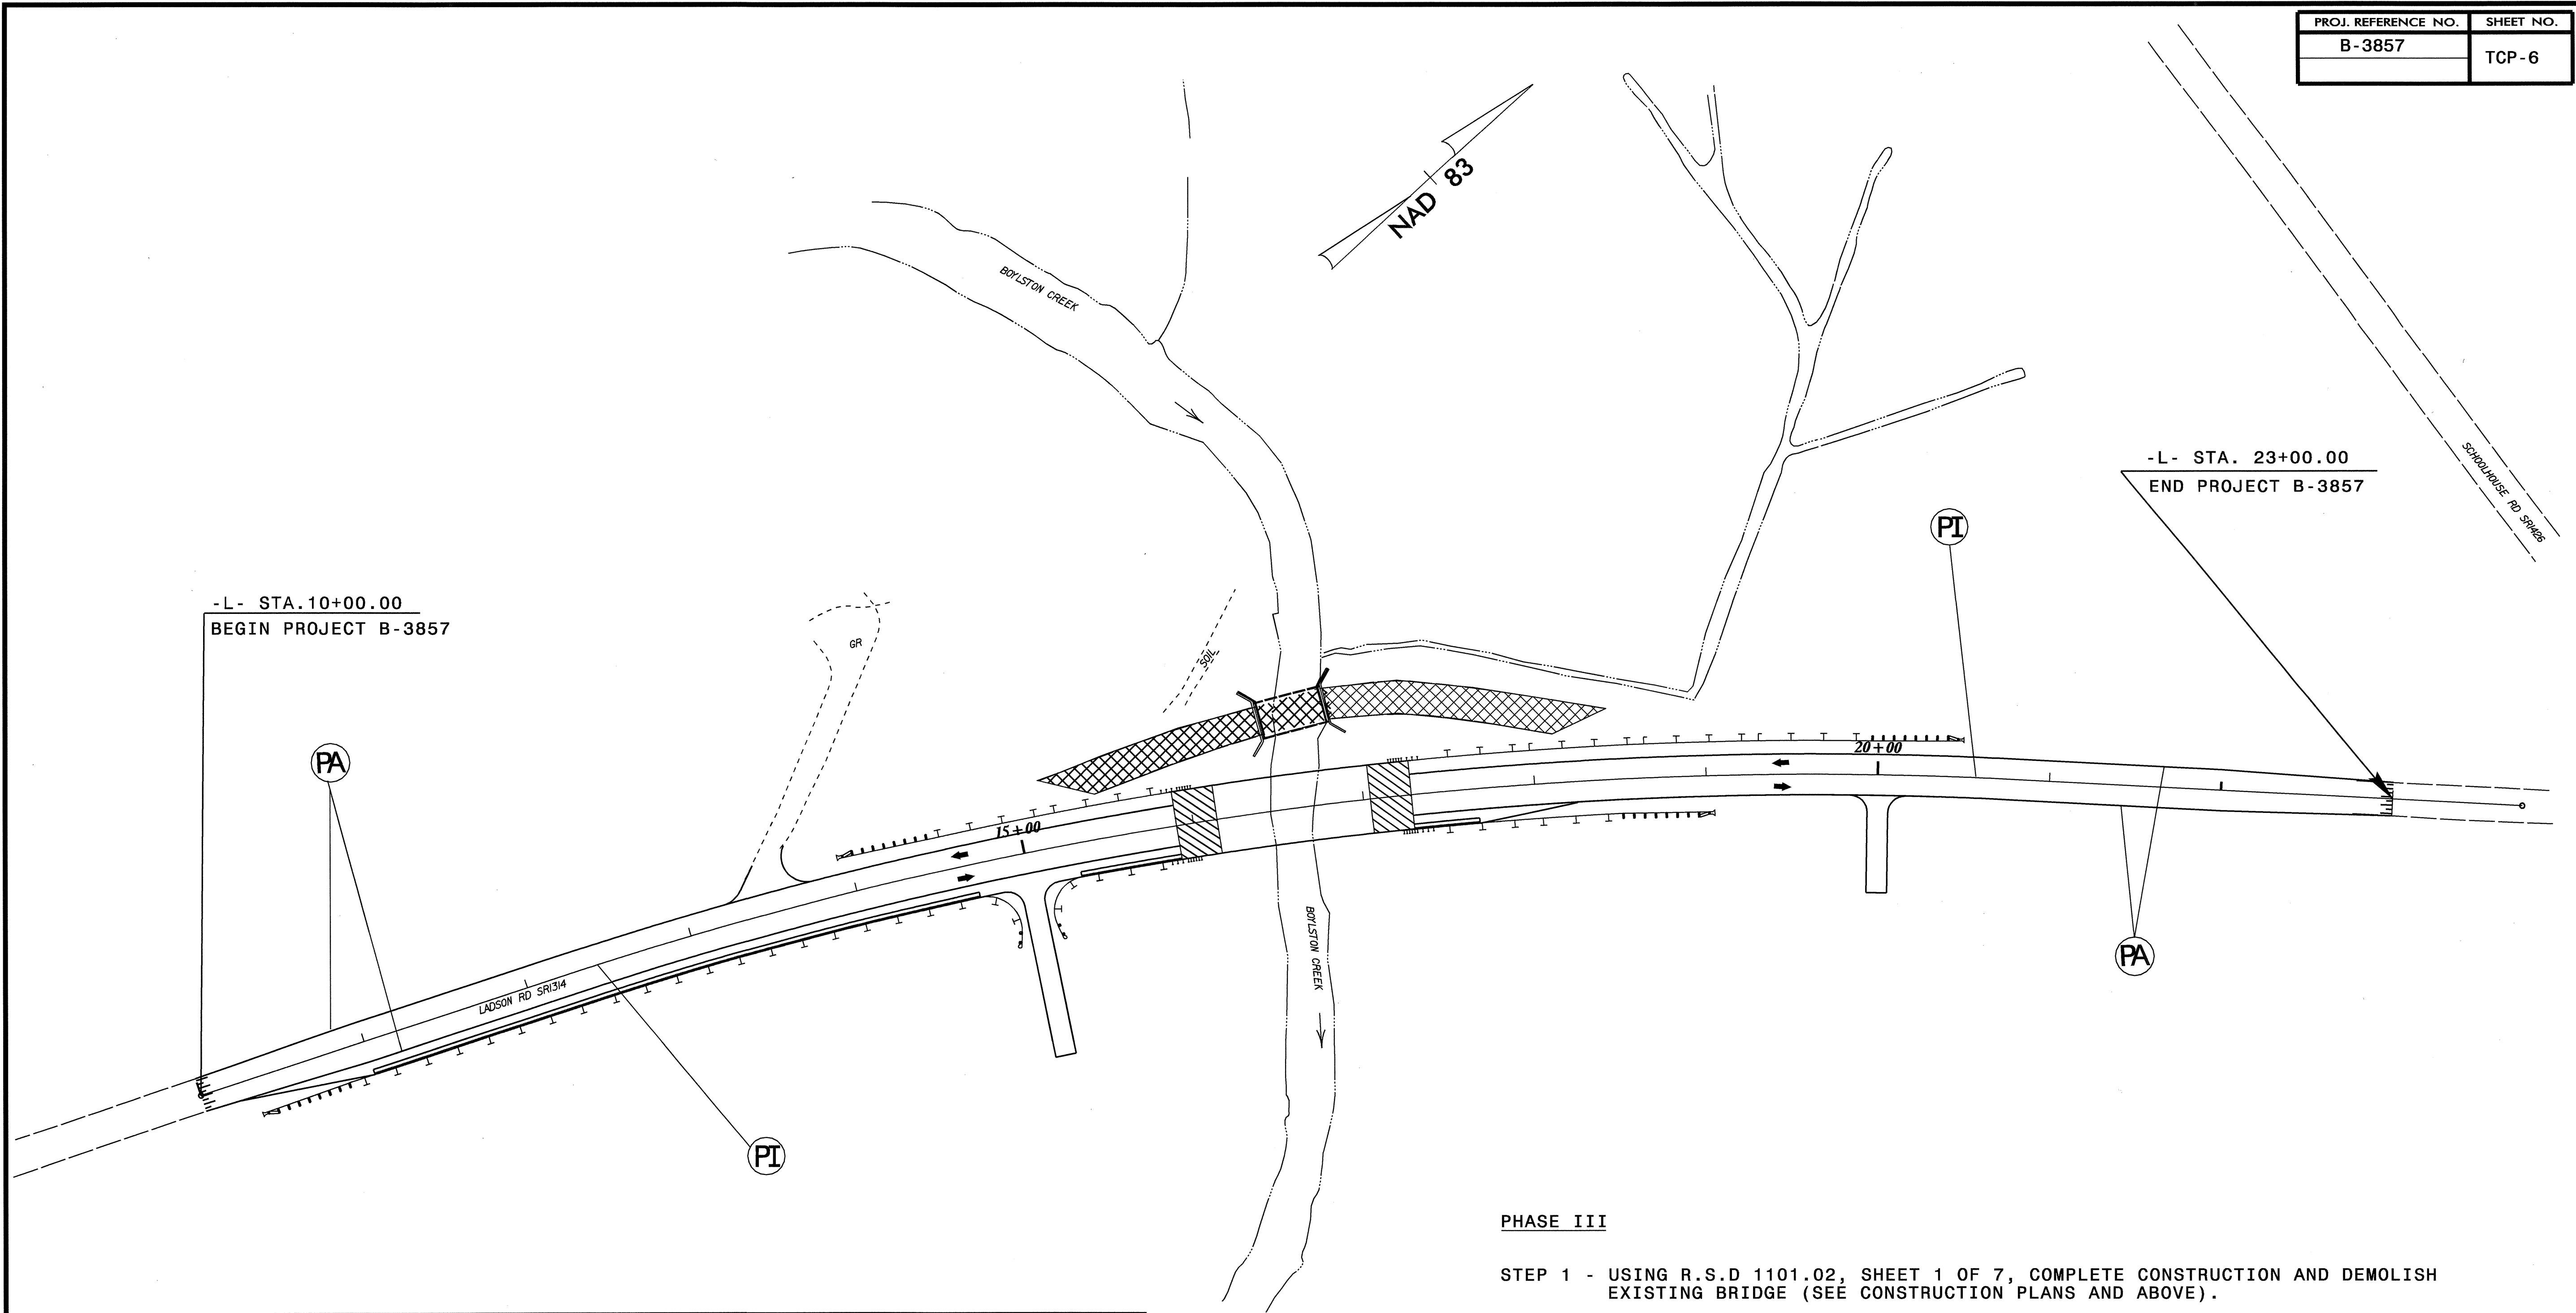 PROJ. REFERENCE NO. SHEET NO.
B-3857 TCP-6
NAD 83
BOYLSTON CREEK
SCHOOLHOUSE RD SR1426
-L- STA. 23+00.00
END PROJECT B-3857
PI
-L- STA.10+00.00
BEGIN PROJECT B-3857
GR
SOIL
PA
20+00
15+00
BOYLSTON CREEK
PA
LADSON RD SR1314
PI
PHASE III
STEP 1 - USING R.S.D 1101.02, SHEET 1 OF 7, COMPLETE CONSTRUCTION AND DEMOLISH
EXISTING BRIDGE (SEE CONSTRUCTION PLANS AND ABOVE).